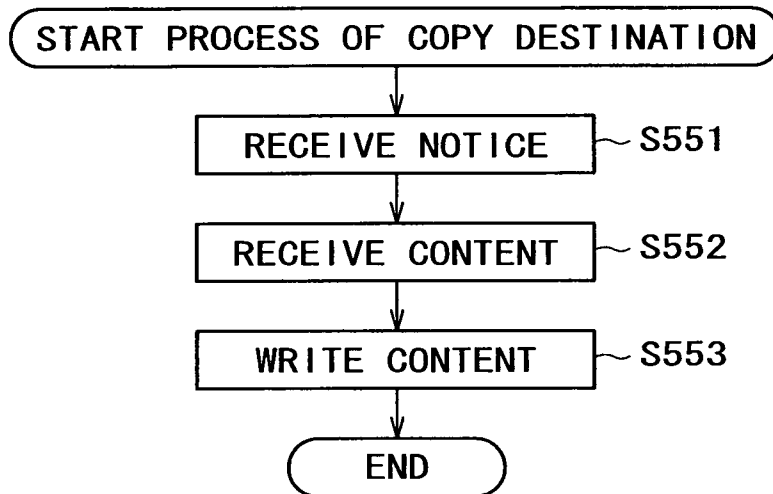 START PROCESS OF COPY DESTINATION
RECEIVE NOTICE S551
RECEIVE CONTENT S552
WRITE CONTENT S553
END